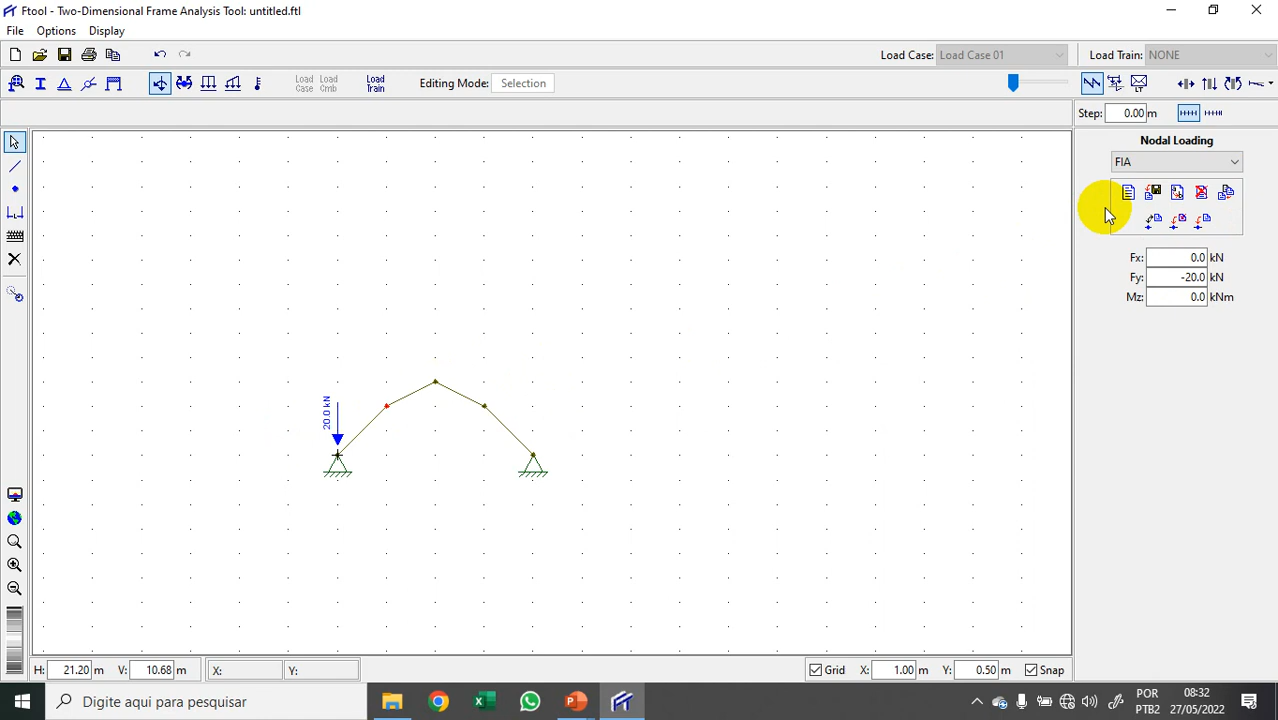 Ftool - Two-Dimensional Frame Analysis Tool: untitled.ftl
File Options Display
Load Case: Load Case 01 Load Train: NONE
Load Case Load Cmb Load Train Editing Mode: Selection
Step: 0.00 m
Nodal Loading
FIA
Fx: 0.0 kN
Fy: -20.0 kN
Mz: 0.0 kNm
20.0 kN
H: 21.20 m V: 10.68 m X: Y: Grid X: 1.00 m Y: 0.50 m Snap
Digite aqui para pesquisar
POR
PTB2
08:32
27/05/2022